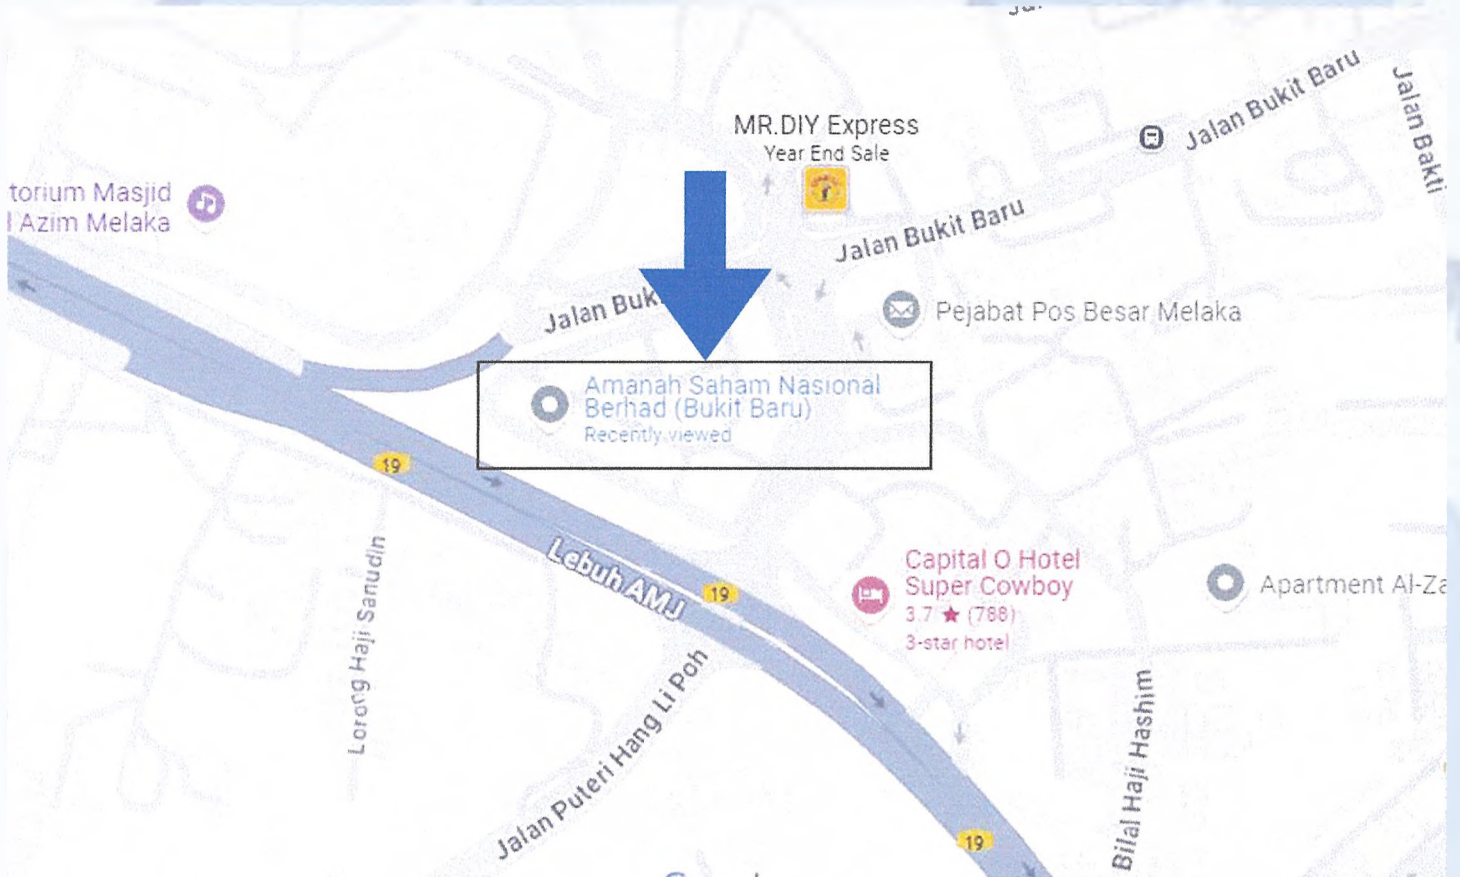 MR.DIY Express
Year End Sale
Jalan Bukit Baru
Jalan Bakti
torium Masjid
l Azim Melaka
Jalan Bukit Baru
Jalan Buk
Pejabat Pos Besar Melaka
Amanah Saham Nasional
Berhad (Bukit Baru)
Recently viewed
19
Lebuh AMJ
19
Capital O Hotel
Super Cowboy
3.7 ★ (788)
3-star hotel
Apartment Al-Za
Lorong Haji Sanudin
Jalan Puteri Hang Li Poh
Bilal Haji Hashim
19